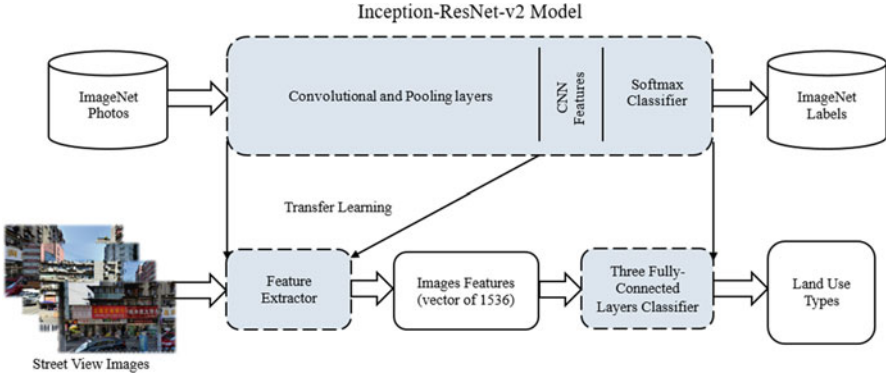 Inception-ResNet-v2 Model
ImageNet
Photos
Convolutional and Pooling layers
CNN
Features
Softmax
Classifier
ImageNet
Labels
Transfer Learning
Feature
Extractor
Images Features
(vector of 1536)
Three Fully-
Connected
Layers Classifier
Land Use
Types
Street View Images